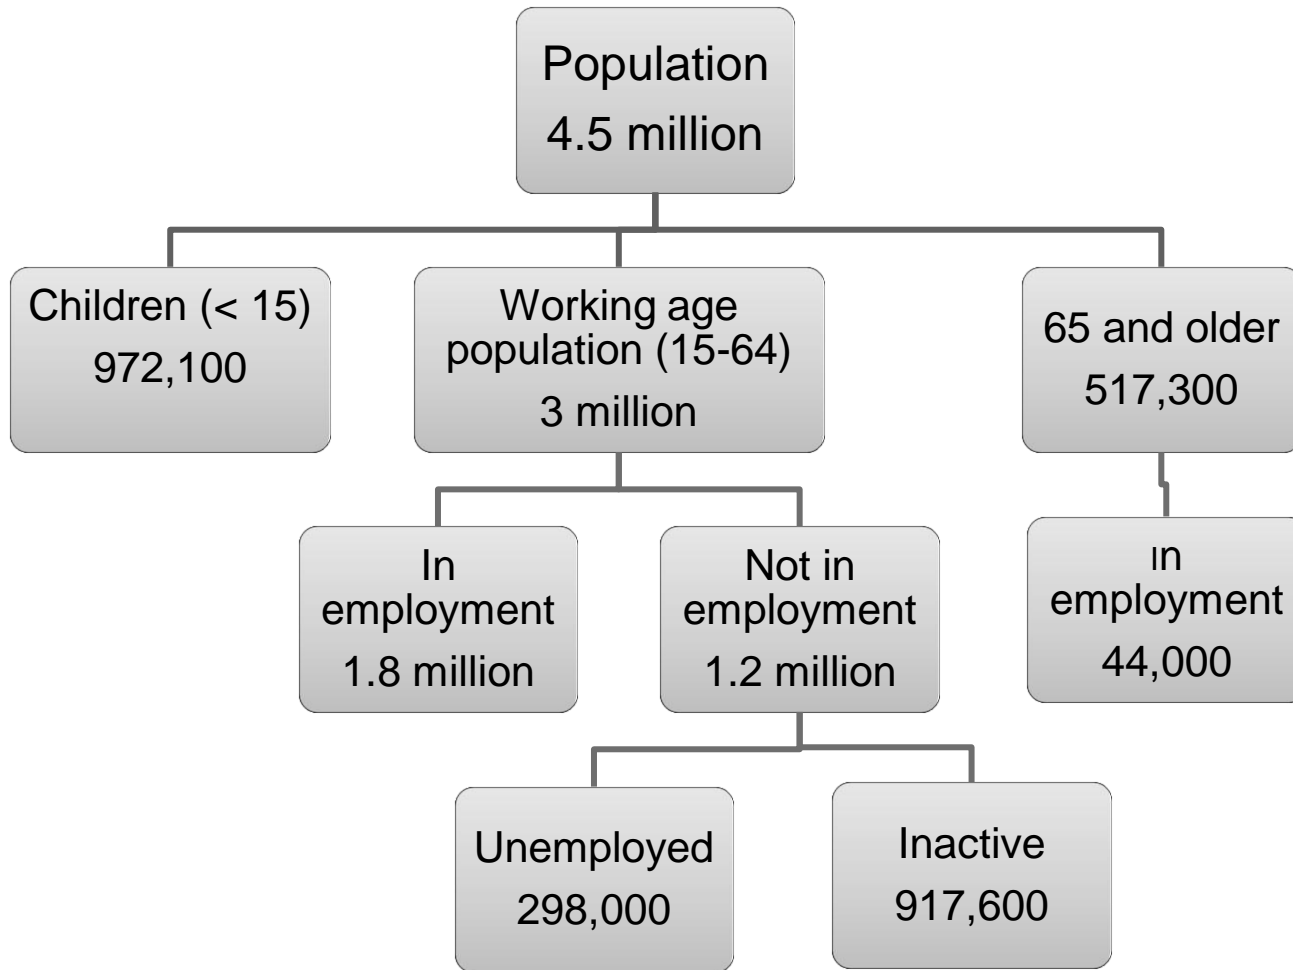 Population
4.5 million
Children (< 15)
972,100
Working age
population (15-64)
3 million
65 and older
517,300
In
employment
1.8 million
Not in
employment
1.2 million
In
employment
44,000
Unemployed
298,000
Inactive
917,600